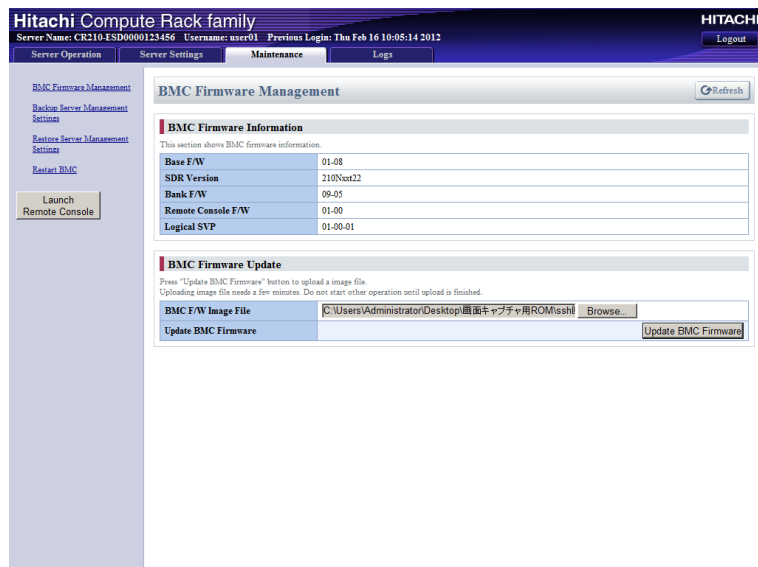 Hitachi Compute Rack family
HITACHI
Server Name: CR210-ESD0000123456 Username: user01 Previous Login: Thu Feb 16 10:05:14 2012
Logout
Server Operation Server Settings Maintenance Logs
BMC Firmware Management
Backup Server Management
Settings
Restore Server Management
Settings
Restart BMC
Launch
Remote Console
BMC Firmware Management
Refresh
BMC Firmware Information
This section shows BMC firmware information.
Base F/W 01-08
SDR Version 210Nxxt22
Bank F/W 09-05
Remote Console F/W 01-00
Logical SVP 01-00-01
BMC Firmware Update
Press "Update BMC Firmware" button to upload a image file.
Uploading image file needs a few minutes. Do not start other operation until upload is finished.
BMC F/W Image File C:\Users\Administrator\Desktop\画面キャプチャ用ROM\ssh Browse...
Update BMC Firmware Update BMC Firmware